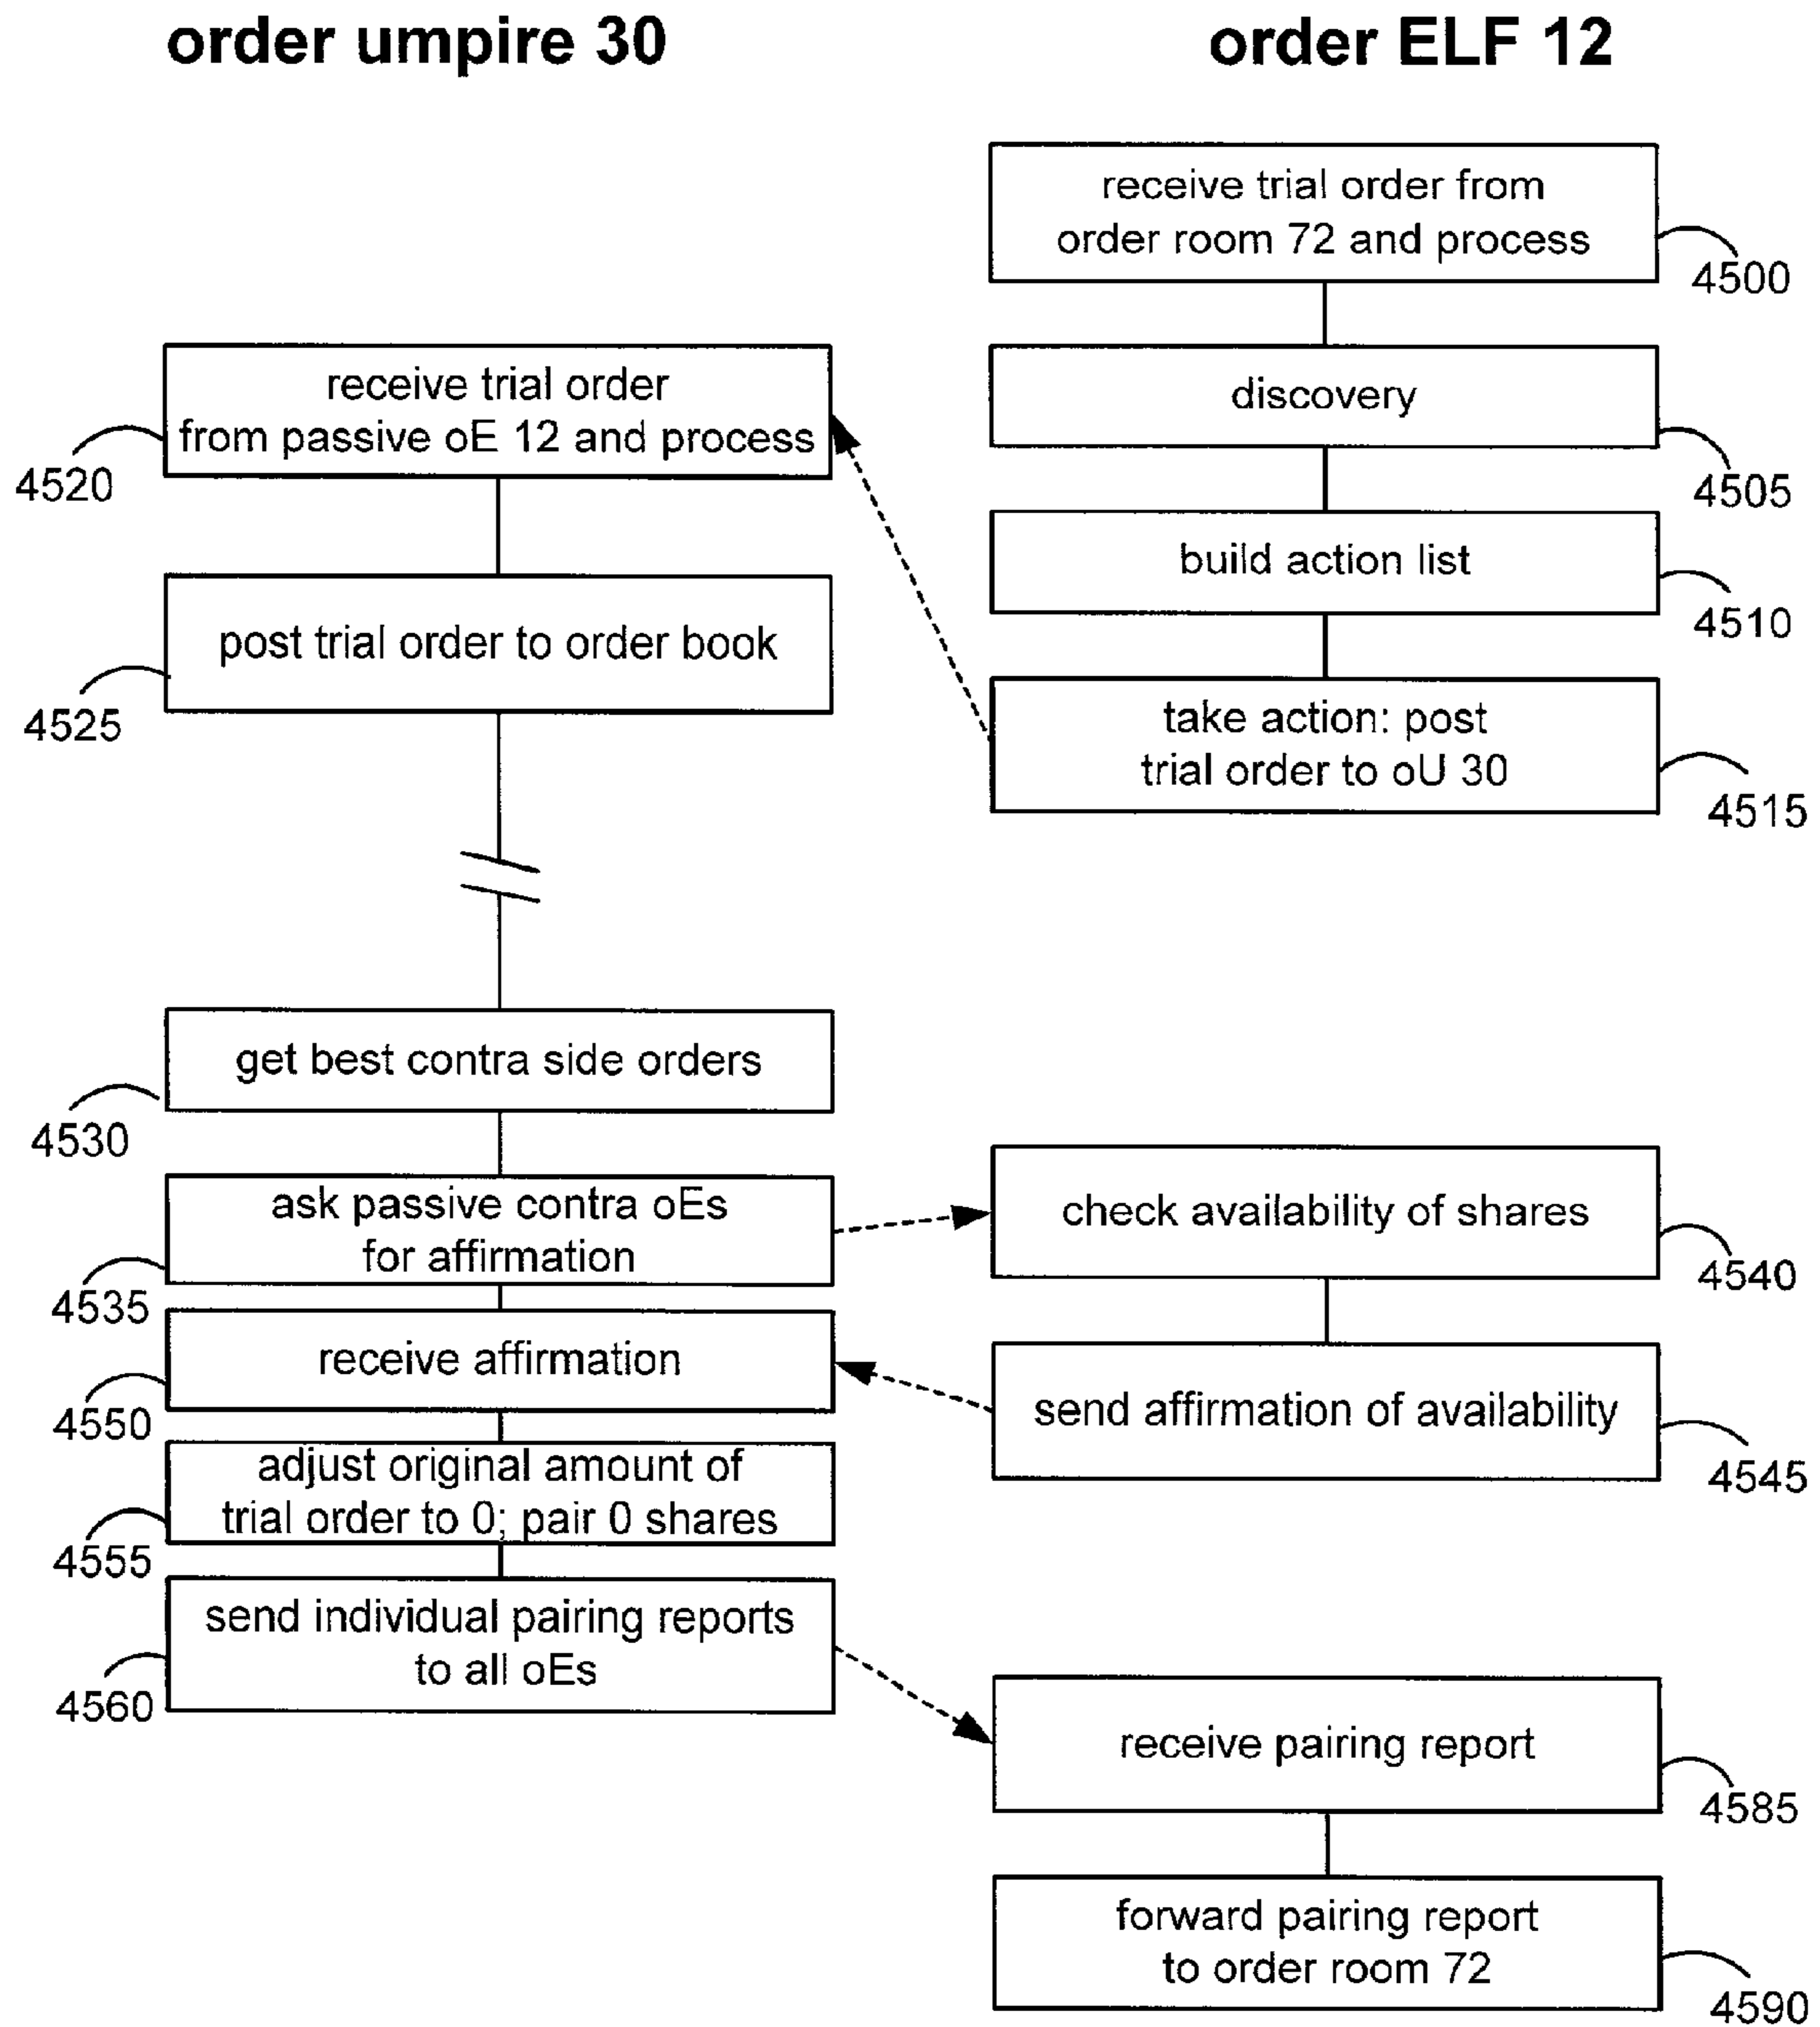 order umpire 30
order ELF 12
receive trial order from
order room 72 and process
4500
receive trial order
from passive oE 12 and process
4520
discovery
4505
build action list
4510
post trial order to order book
4525
take action: post
trial order to oU 30
4515
get best contra side orders
4530
ask passive contra oEs
for affirmation
4535
check availability of shares
4540
receive affirmation
4550
send affirmation of availability
4545
adjust original amount of
trial order to 0; pair 0 shares
4555
send individual pairing reports
to all oEs
4560
receive pairing report
4585
forward pairing report
to order room 72
4590